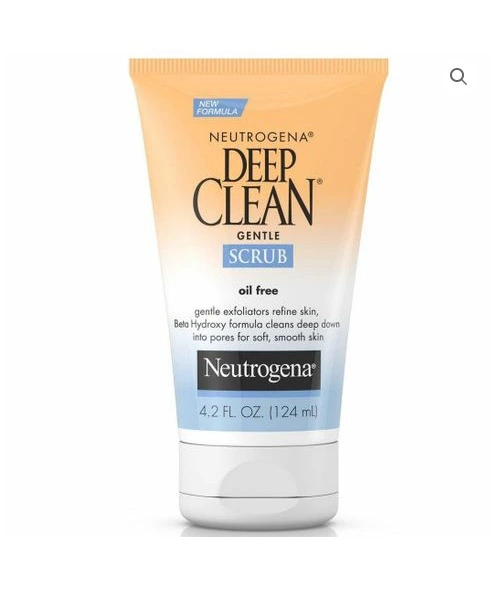 NEW
FORMULA
NEUTROGENA®
DEEP
CLEAN®
GENTLE
SCRUB
oil free
gentle exfoliators refine skin,
Beta Hydroxy formula cleans deep down
into pores for soft, smooth skin
Neutrogena®
4.2 FL. OZ. (124 mL)